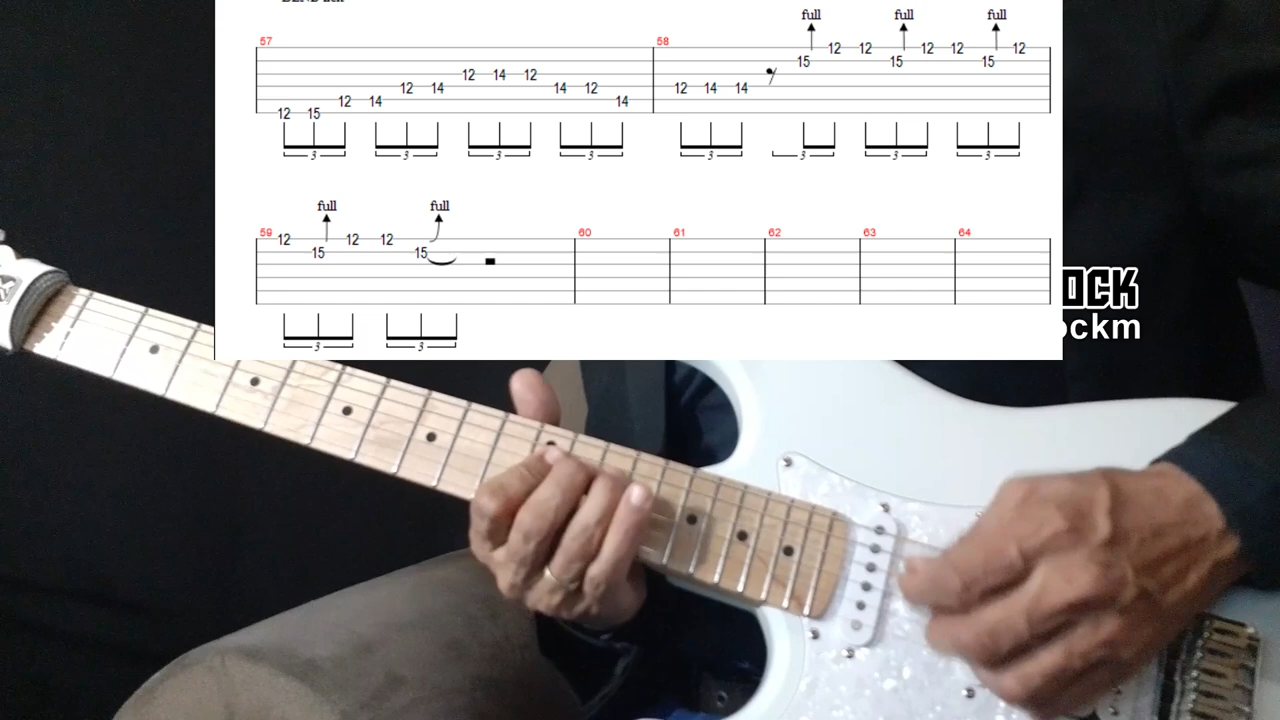 full full full
57 58
12 12 12 12 12
15 15 15
12 14 12
12 14 14 12 12 14 14
12 14 14
12 15
3 3 3 3 3 3 3 3
full full
59 60 61 62 63 64
12 12 12
15 15
3 3
OCK
ockm